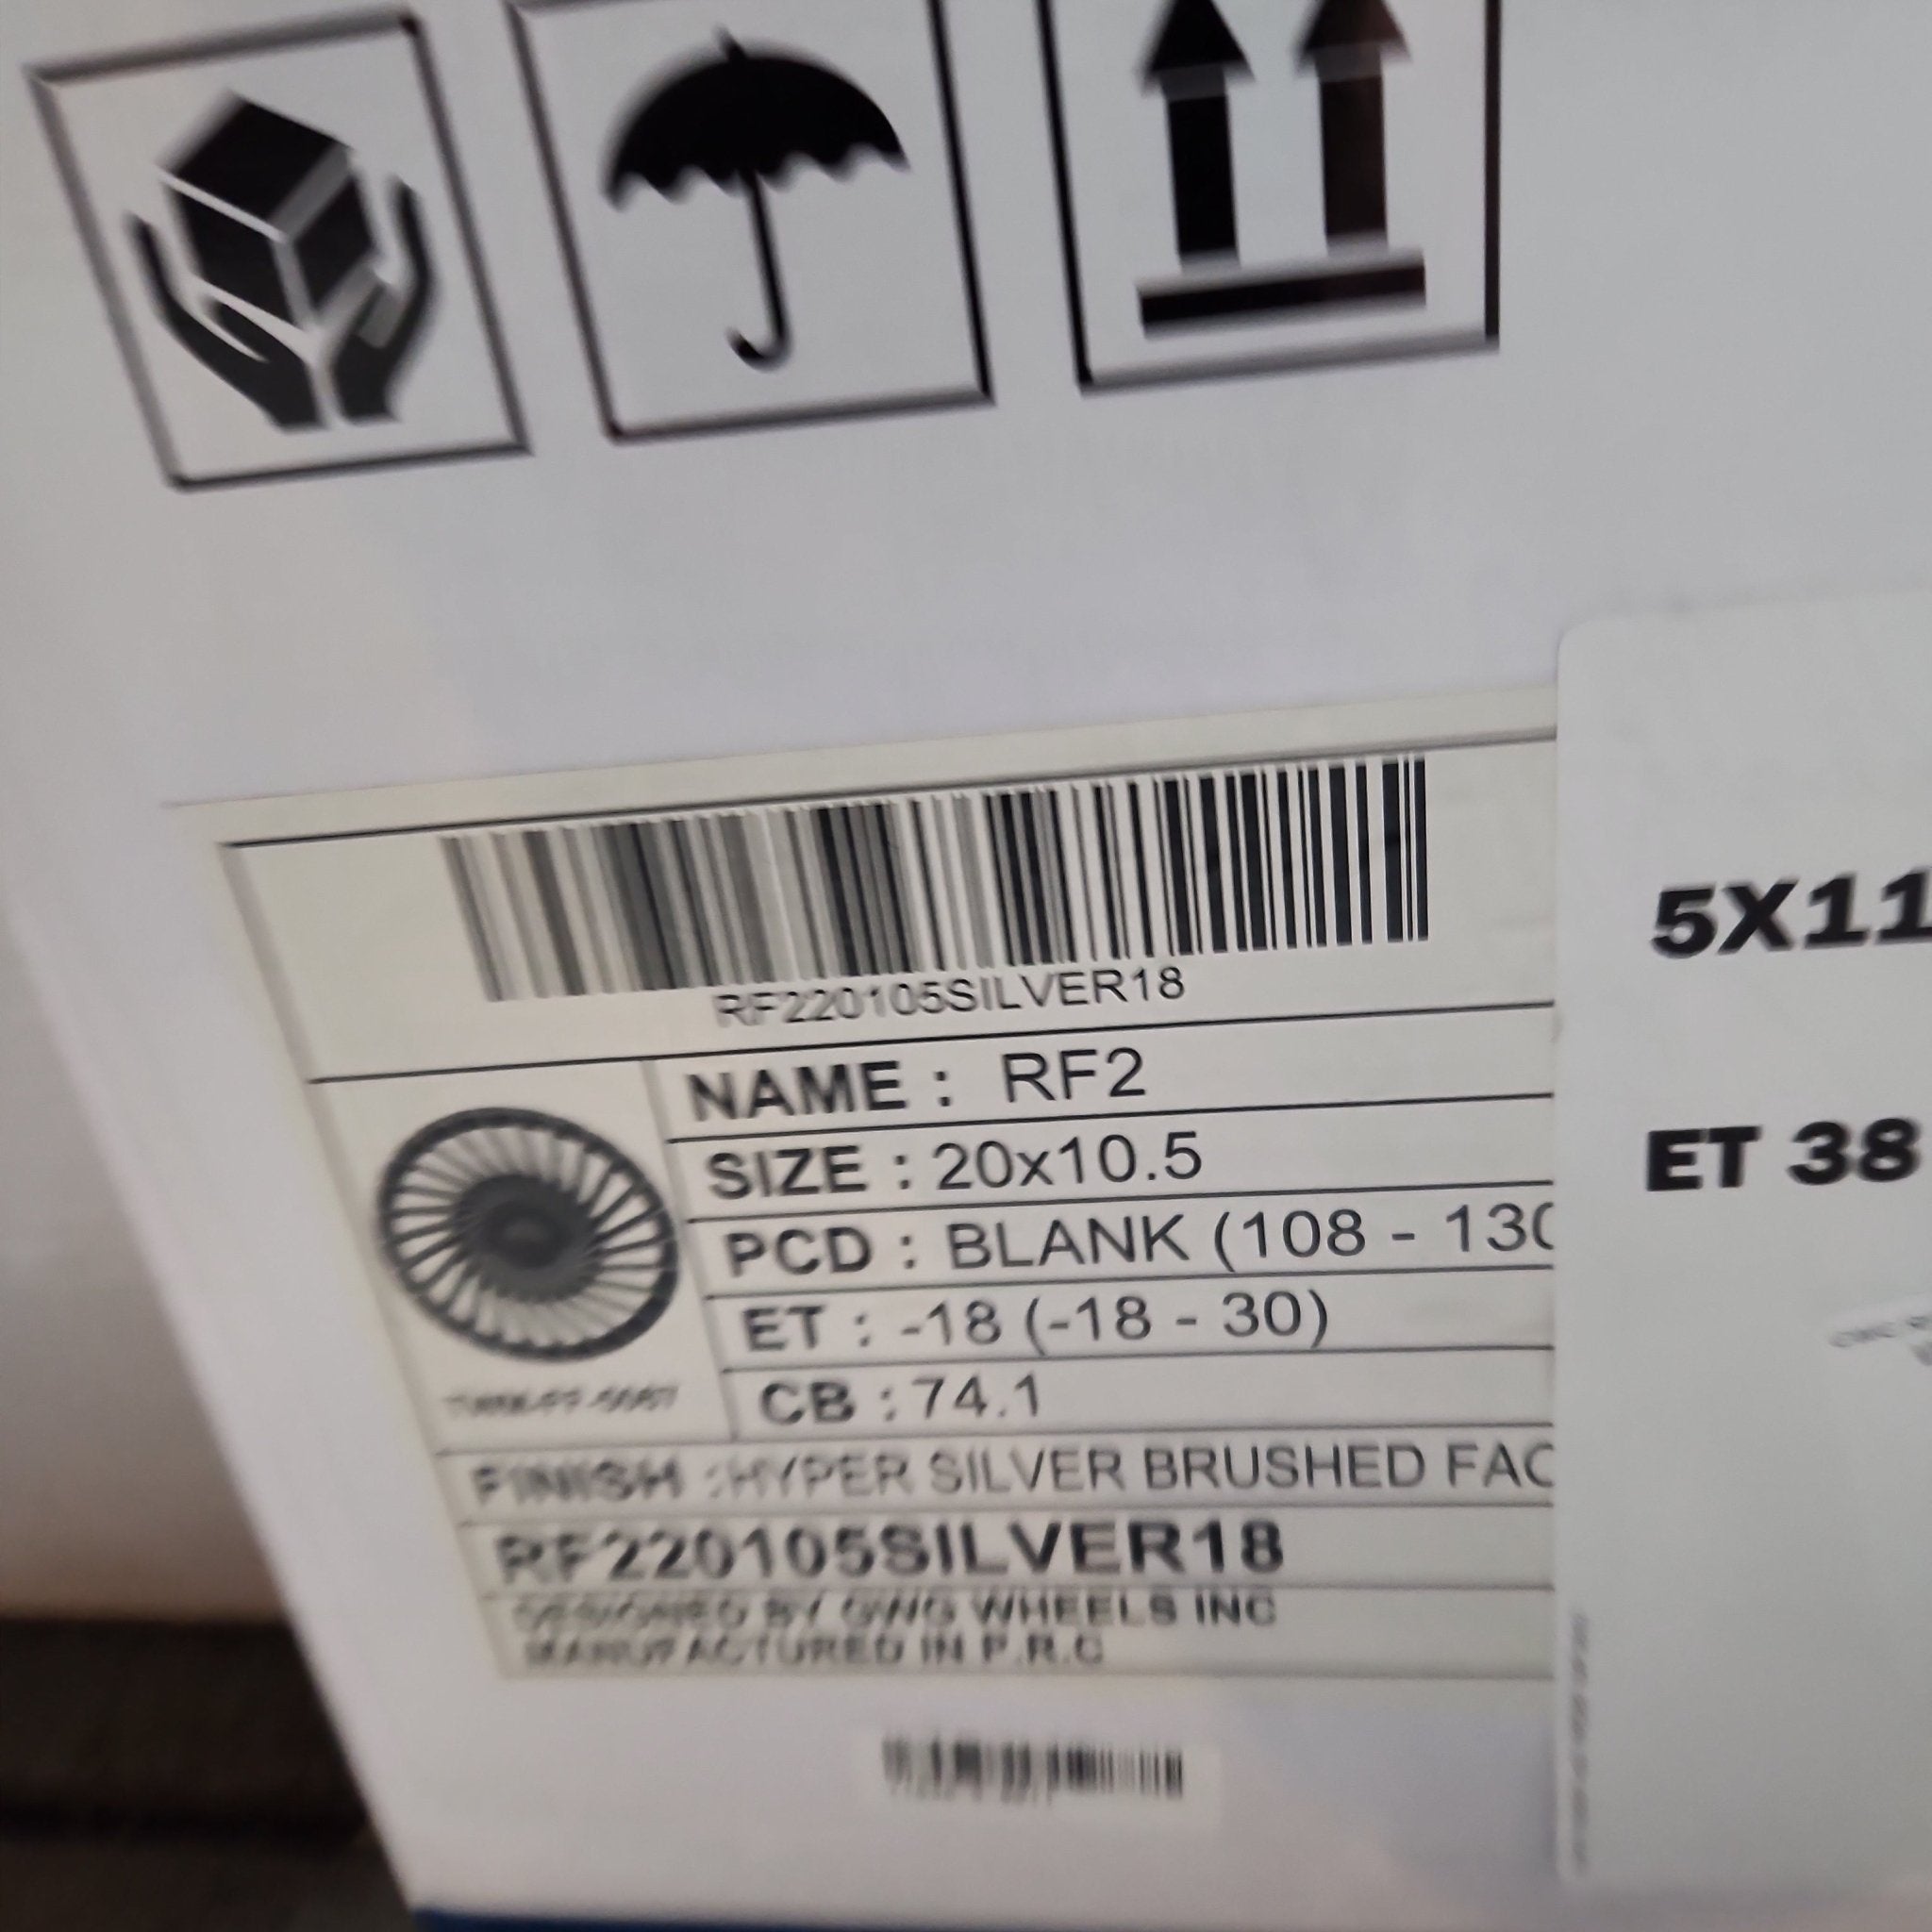 RF220105SILVER18
NAME : RF2
SIZE : 20x10.5
PCD : BLANK (108 - 130
ET : -18 (-18 - 30)
CB : 74.1
FINISH :HYPER SILVER BRUSHED FAC
RF220105SILVER18
DESIGNED BY GWG WHEELS INC
MANUFACTURED IN P.R.C
5X11
ET 38